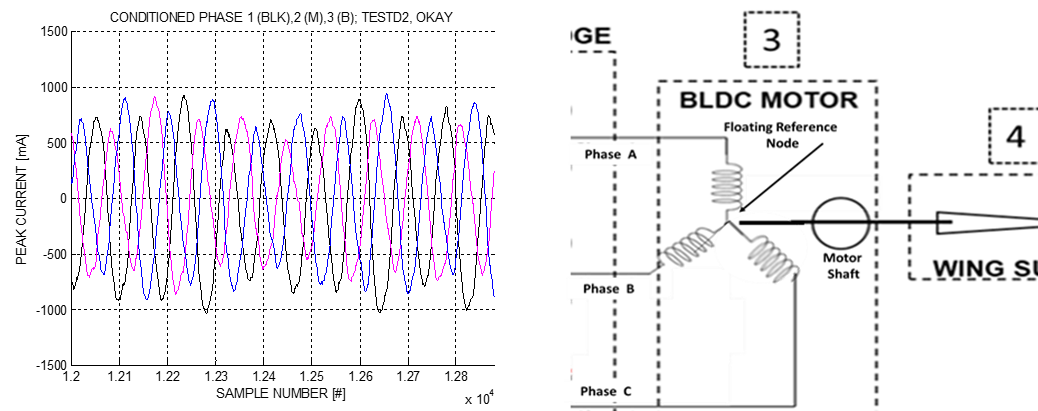 CONDITIONED PHASE 1 (BLK),2 (M),3 (B); TESTD2, OKAY
1500
1000
500
0
-500
-1000
-1500
PEAK CURRENT [mA]
1.2 1.21 1.22 1.23 1.24 1.25 1.26 1.27 1.28
SAMPLE NUMBER [#]
x 10⁴
GE
3
BLDC MOTOR
Floating Reference
Node
4
Phase A
Motor
Shaft
WING SU
Phase B
Phase C